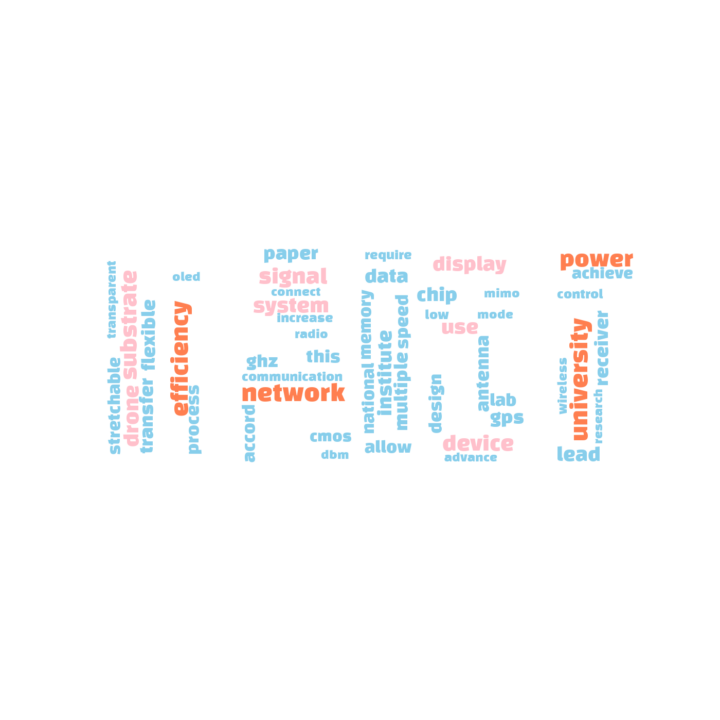 transparent
stretchable
drone substrate
transfer flexible
oled
efficiency
process
paper
signal
connect
system
increase
radio
ghz
this
communication
network
accord
cmos
dbm
require
data
national memory
institute
multiple speed
allow
display
chip
mimo
low
mode
use
antenna
design
lab
gps
device
advance
power
achieve
control
wireless
university
receiver
research
lead